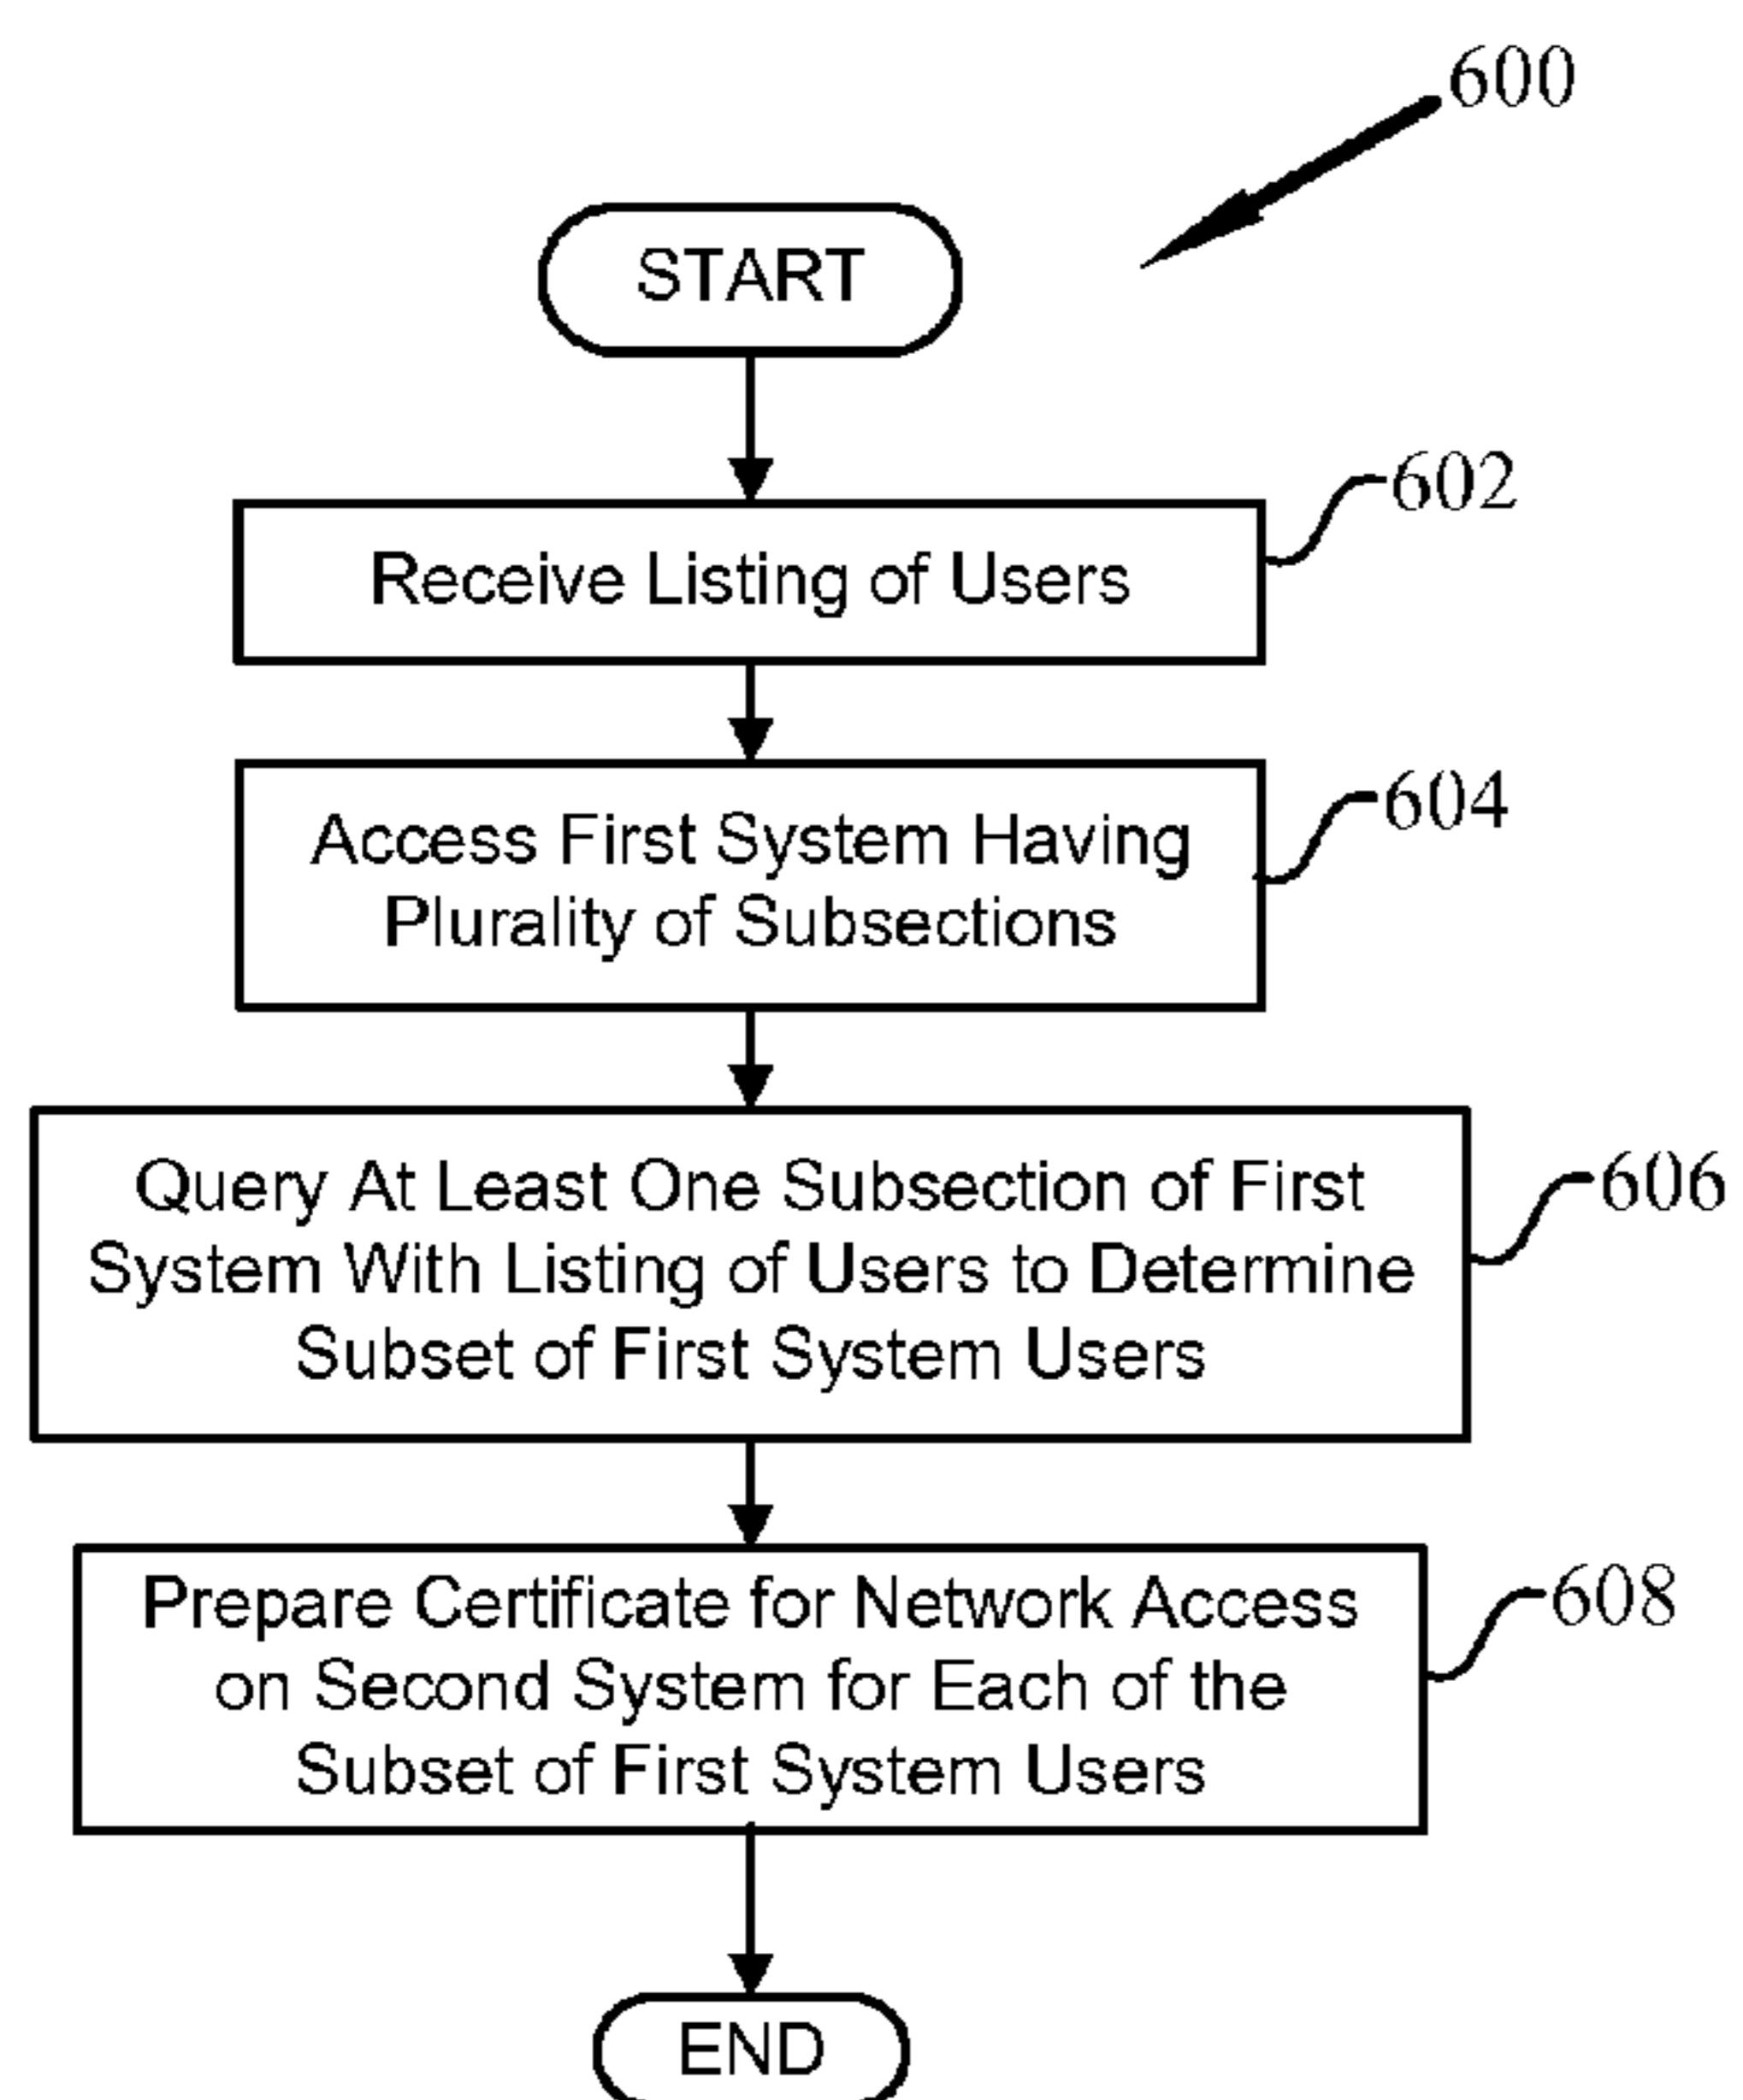 600
START
602
Receive Listing of Users
604
Access First System Having
Plurality of Subsections
606
Query At Least One Subsection of First
System With Listing of Users to Determine
Subset of First System Users
608
Prepare Certificate for Network Access
on Second System for Each of the
Subset of First System Users
END